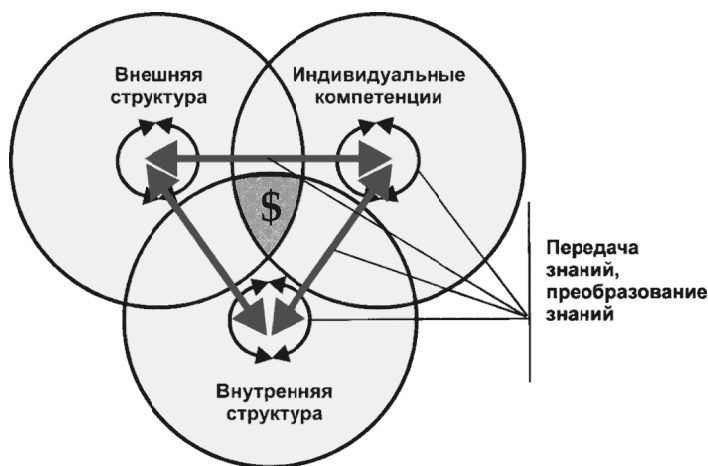 Внешняя
структура
Индивидуальные
компетенции
$
Передача
знаний,
преобразование
знаний
Внутренняя
структура